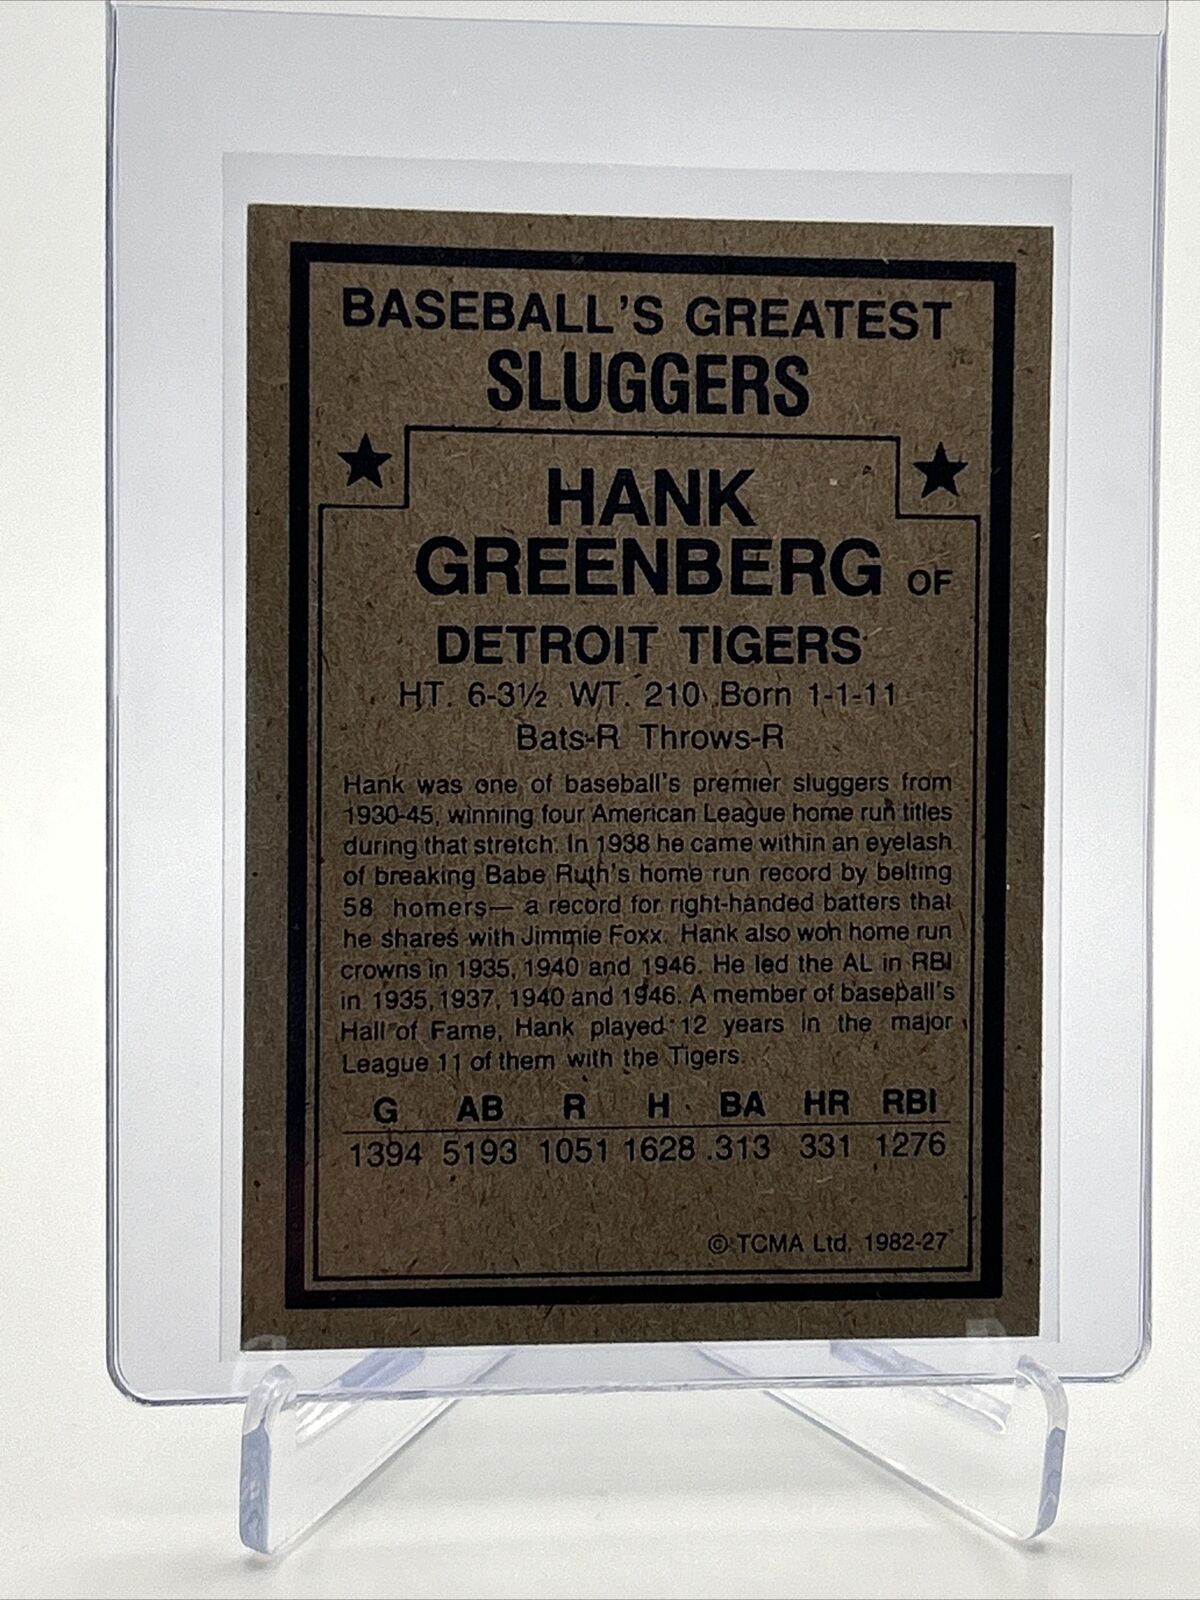 BASEBALL'S GREATEST
SLUGGERS
HANK
GREENBERG OF
DETROIT TIGERS
HT. 6-3½ WT. 210 Born 1-1-11
Bats-R Throws-R
Hank was one of baseball's premier sluggers from
1930-45, winning four American League home run titles
during that stretch. In 1938 he came within an eyelash
of breaking Babe Ruth's home run record by belting
58 homers— a record for right-handed batters that
he shares with Jimmie Foxx. Hank also won home run
crowns in 1935, 1940 and 1946. He led the AL in RBI
in 1935, 1937, 1940 and 1946. A member of baseball's
Hall of Fame, Hank played 12 years in the major
League 11 of them with the Tigers.
G AB R H BA HR RBI
1394 5193 1051 1628 .313 331 1276
© TCMA Ltd. 1982-27